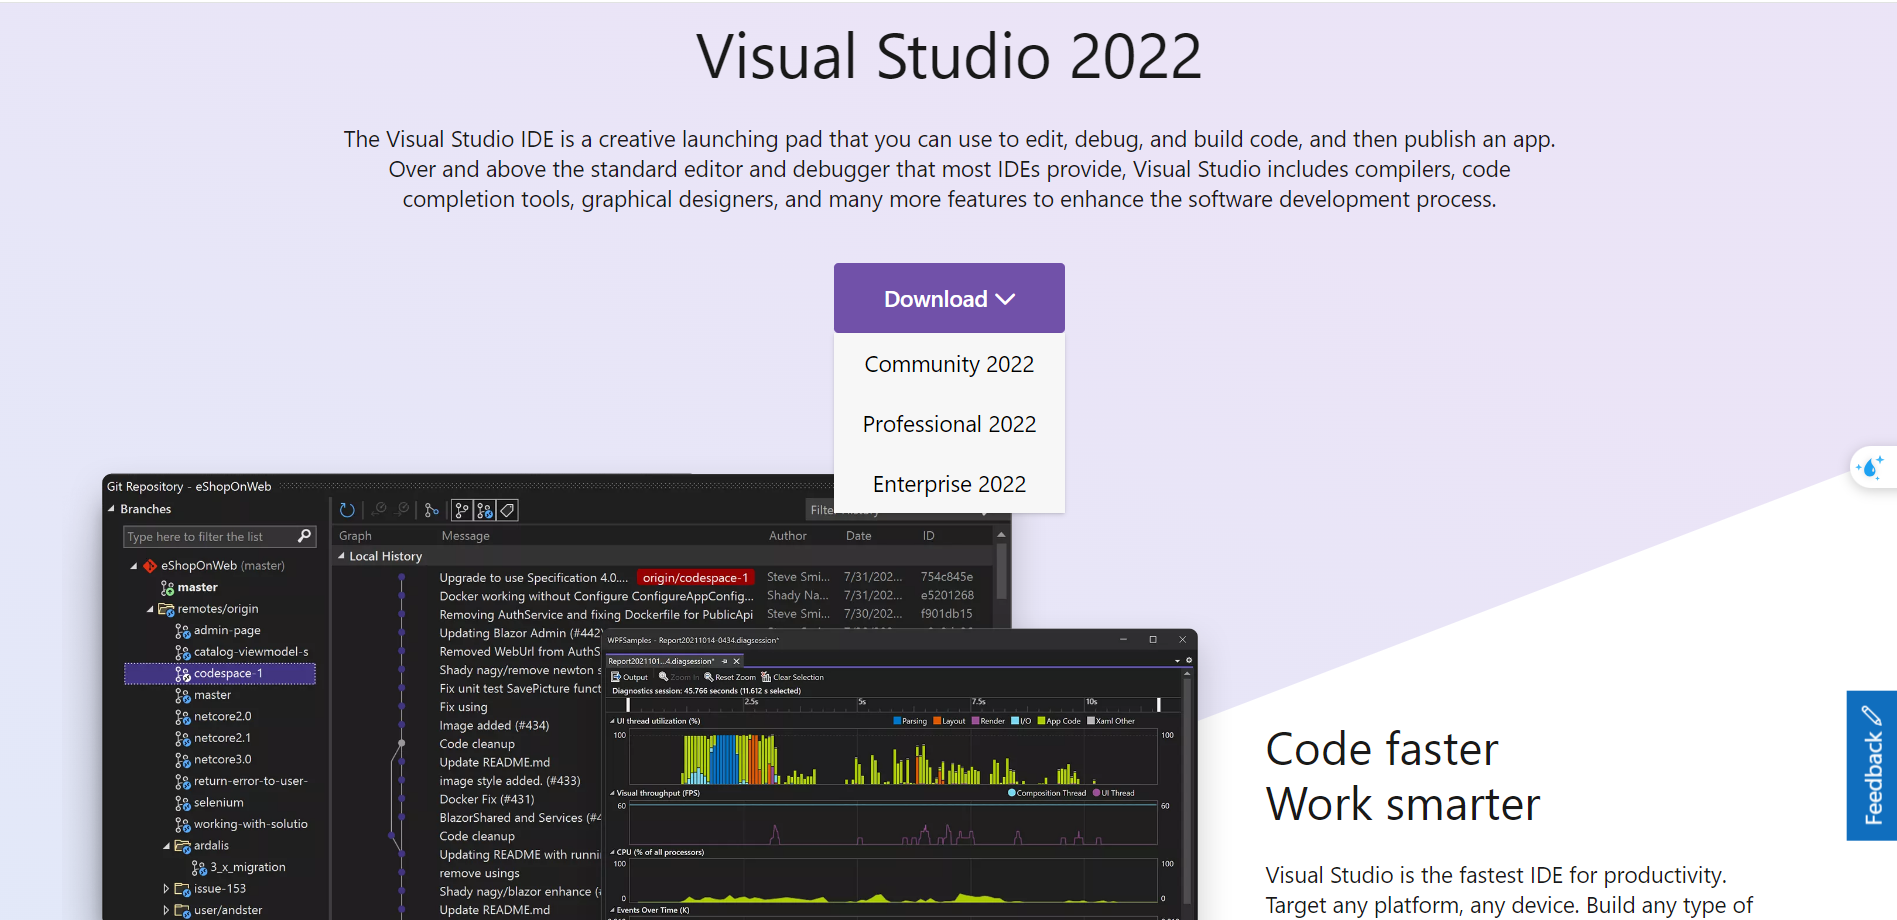 Visual Studio 2022
The Visual Studio IDE is a creative launching pad that you can use to edit, debug, and build code, and then publish an app.
Over and above the standard editor and debugger that most IDEs provide, Visual Studio includes compilers, code
completion tools, graphical designers, and many more features to enhance the software development process.
Download
Community 2022
Professional 2022
Enterprise 2022
Git Repository - eShopOnWeb
Branches
Type here to filter the list
eShopOnWeb (master)
master
remotes/origin
admin-page
catalog-viewmodel-s
codespace-1
master
netcore2.0
netcore2.1
netcore3.0
return-error-to-user-
selenium
working-with-solutio
ardalis
3_x_migration
issue-153
user/andster
Graph Message Author Date ID
Local History
Upgrade to use Specification 4.0.... origin/codespace-1 Steve Smi... 7/31/202... 754c845e
Docker working without Configure ConfigureAppConfig... Shady Na... 7/31/202... e5201268
Removing AuthService and fixing Dockerfile for PublicApi Steve Smi... 7/30/202... f901db15
Updating Blazor Admin (#442)
Removed WebUrl from AuthS
Shady nagy/remove newton s
Fix unit test SavePicture funct
Fix using
Image added (#434)
Code cleanup
Update README.md
image style added. (#433)
Docker Fix (#431)
BlazorShared and Services (#4
Code cleanup
Updating README with runni
remove usings
Shady nagy/blazor enhance (#
Update README.md
WPFSamples - Report20211014-0434.diagsession*
Report2021101...4.diagsession*
Output Zoom In Reset Zoom Clear Selection
Diagnostics session: 45.766 seconds (11.612 s selected)
2.5s 5s 7.5s 10s
UI thread utilization (%) Parsing Layout Render I/O App Code Xaml Other
100 100
Visual throughput (FPS) Composition Thread UI Thread
60 60
CPU (% of all processors)
100 100
0 0
Events Over Time (K)
Code faster
Work smarter
Visual Studio is the fastest IDE for productivity.
Target any platform, any device. Build any type of
Feedback